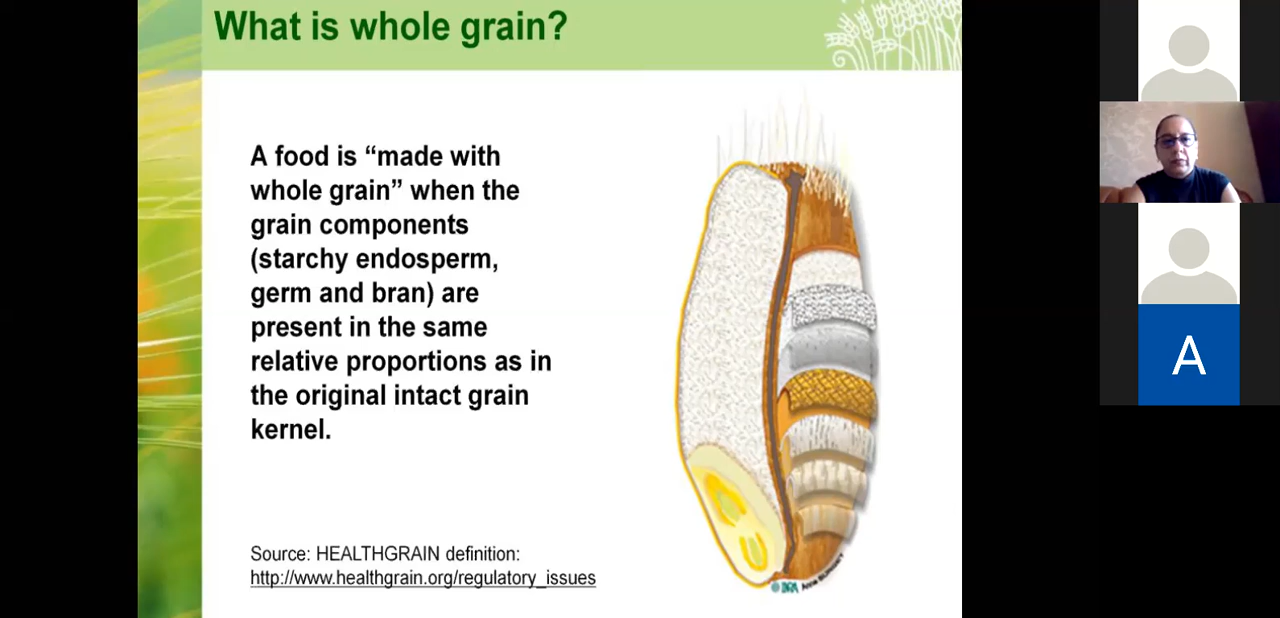 What is whole grain?
A food is “made with
whole grain” when the
grain components
(starchy endosperm,
germ and bran) are
present in the same
relative proportions as in
the original intact grain
kernel.
Source: HEALTHGRAIN definition:
http://www.healthgrain.org/regulatory_issues
A